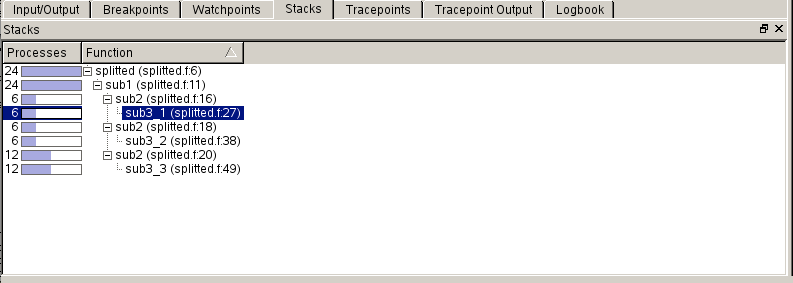 Input/Output Breakpoints Watchpoints Stacks Tracepoints Tracepoint Output Logbook
Stacks
Processes Function
24 splitted (splitted.f:6)
24 sub1 (splitted.f:11)
6 sub2 (splitted.f:16)
6 sub3_1 (splitted.f:27)
6 sub2 (splitted.f:18)
6 sub3_2 (splitted.f:38)
12 sub2 (splitted.f:20)
12 sub3_3 (splitted.f:49)